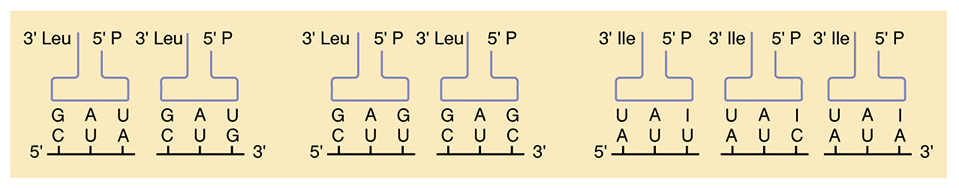 3' Leu 5' P 3' Leu 5' P 3' Leu 5' P 3' Leu 5' P 3' Ile 5' P 3' Ile 5' P 3' Ile 5' P
G A U G A U G A G G A G U A I U A I U A I
C U A C U G C U U C U C A U U A U C A U A
5' 3' 5' 3' 5' 3'